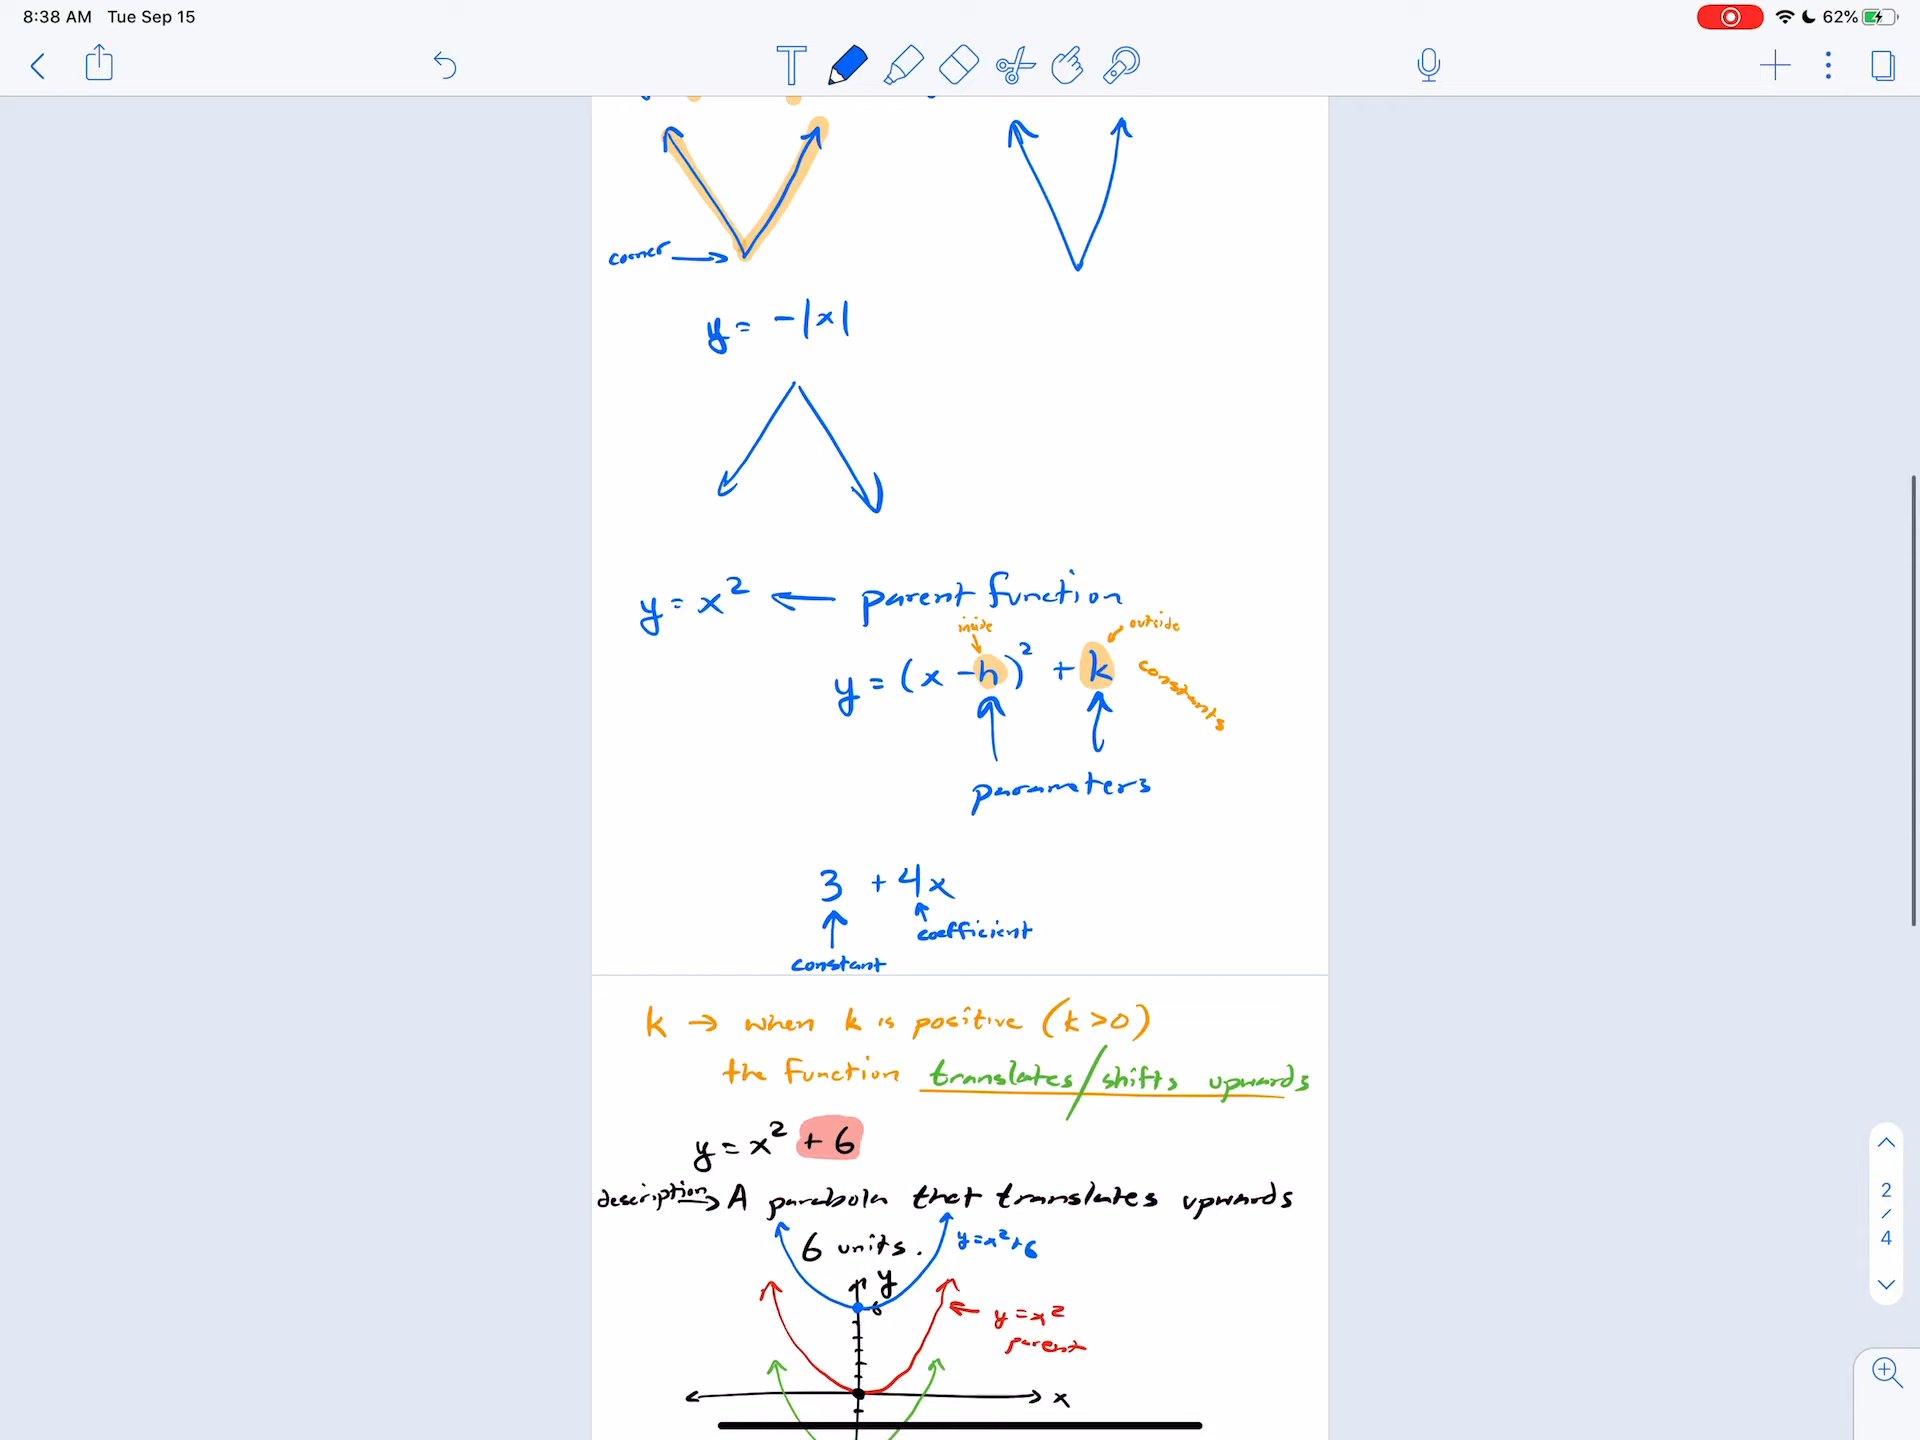 8:38 AM Tue Sep 15
62%
T
corner
y = -|x|
y = x² ← parent function
inside
outside
y = (x - h)² + k
constants
parameters
3 + 4x
coefficient
constant
k → when k is positive (k > 0)
the function translates/shifts upwards
y = x² + 6
description → A parabola that translates upwards
6 units.
y = x² + 6
y
6
y = x²
parent
x
2
/
4